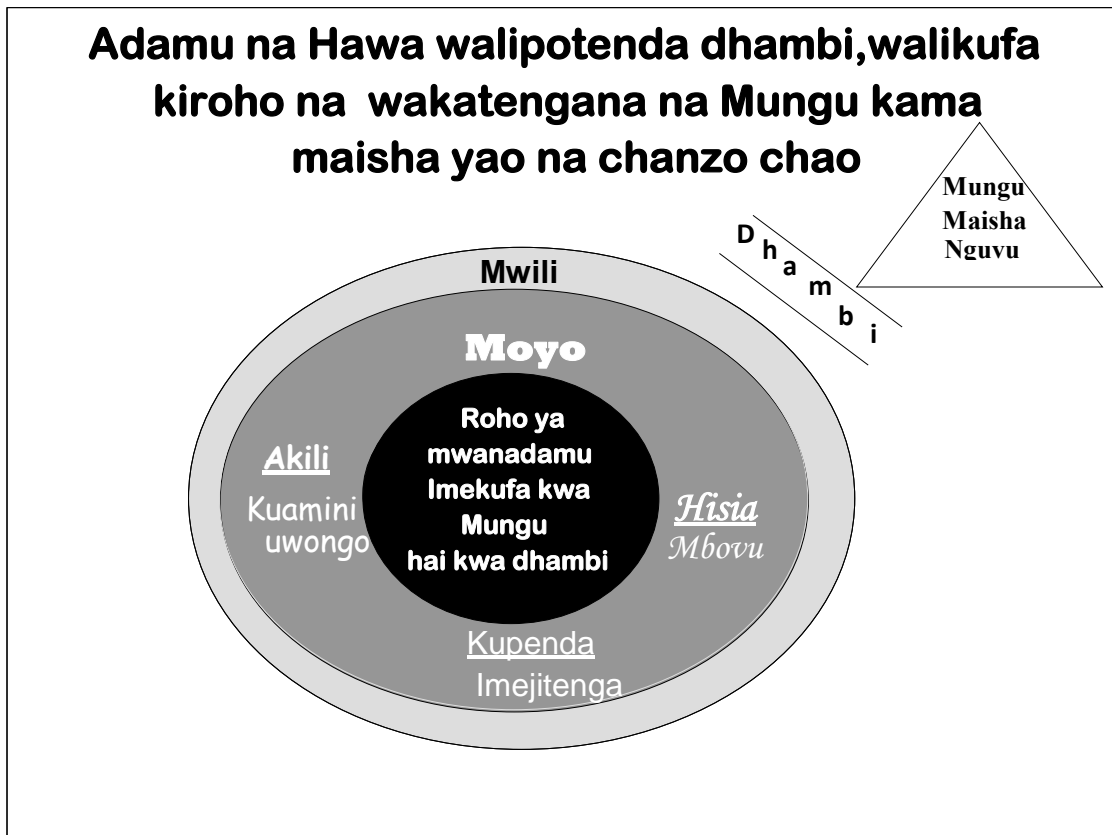 Adamu na Hawa walipotenda dhambi,walikufa
kiroho na wakatengana na Mungu kama
maisha yao na chanzo chao
Mungu
Maisha
Nguvu
Dhambi
Mwili
Moyo
Roho ya
mwanadamu
Imekufa kwa
Mungu
hai kwa dhambi
Akili
Kuamini
uwongo
Hisia
Mbovu
Kupenda
Imejitenga